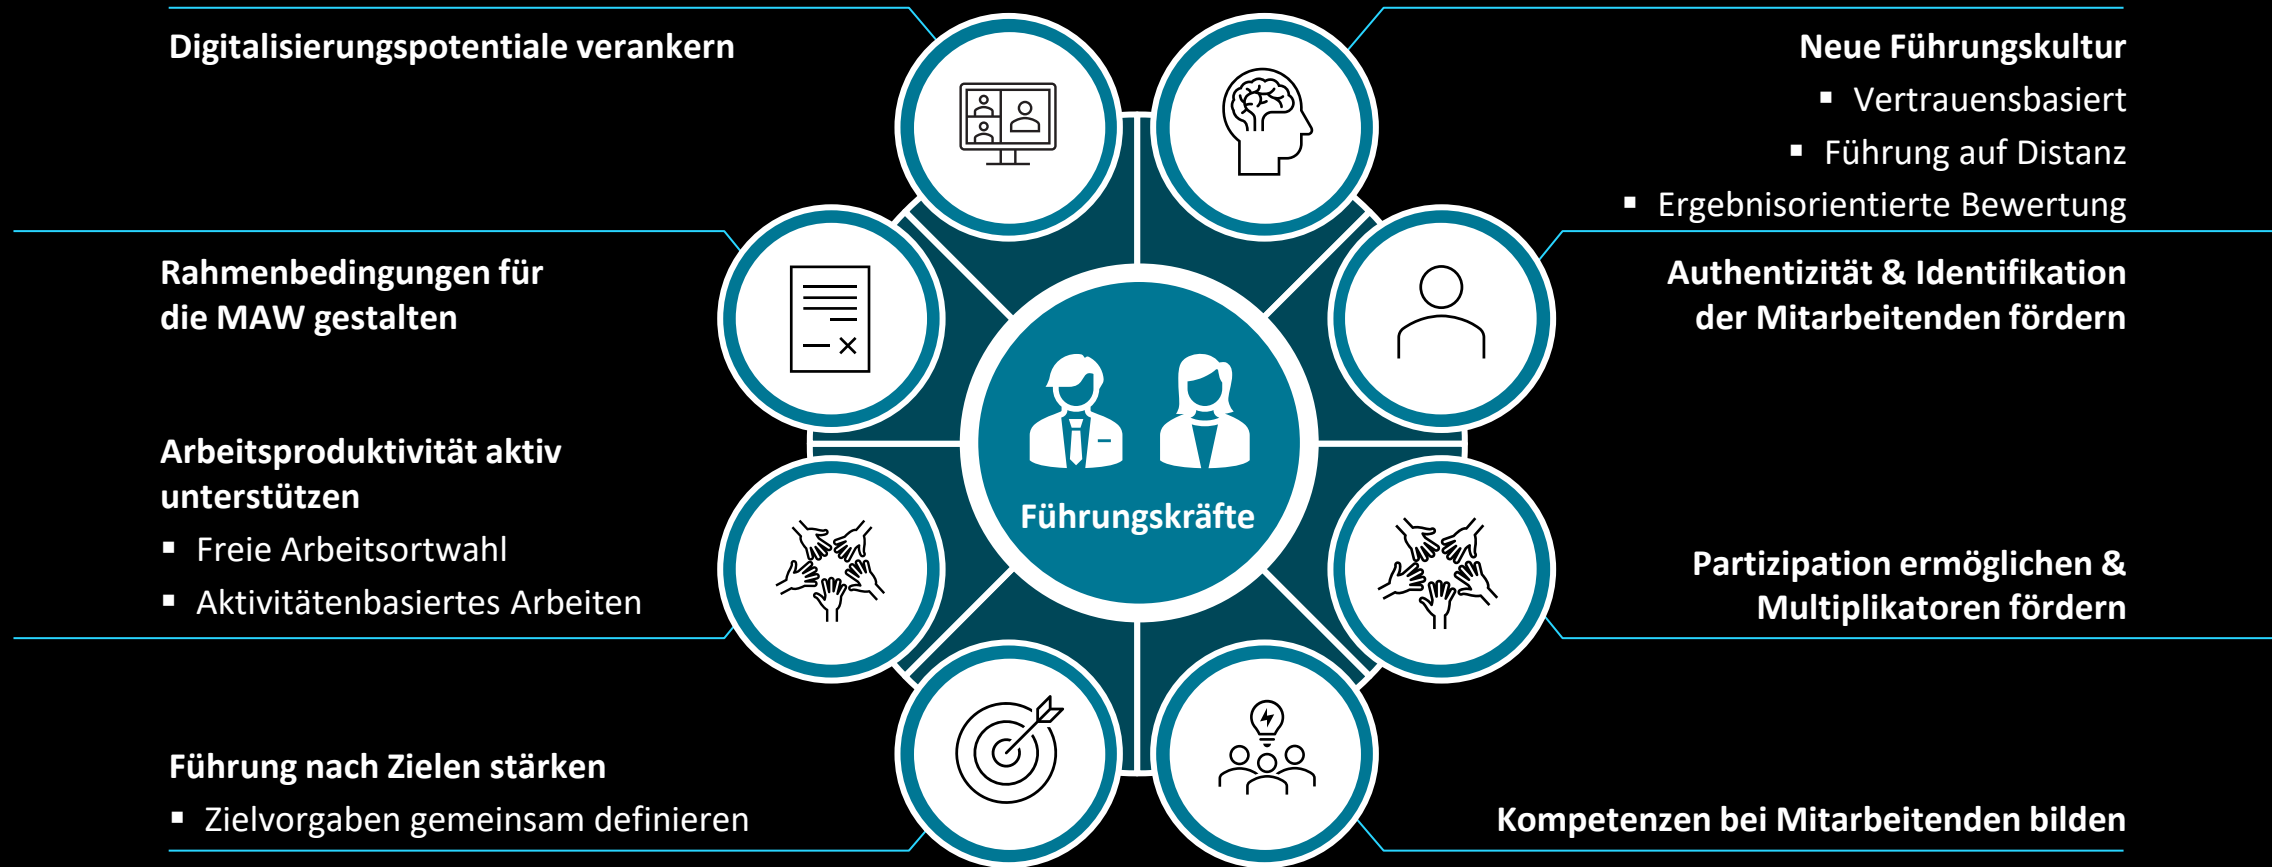 Digitalisierungspotentiale verankern
Rahmenbedingungen für
die MAW gestalten
Arbeitsproduktivität aktiv
unterstützen
▪ Freie Arbeitsortwahl
▪ Aktivitätenbasiertes Arbeiten
Führung nach Zielen stärken
▪ Zielvorgaben gemeinsam definieren
Führungskräfte
Neue Führungskultur
▪ Vertrauensbasiert
▪ Führung auf Distanz
▪ Ergebnisorientierte Bewertung
Authentizität & Identifikation
der Mitarbeitenden fördern
Partizipation ermöglichen &
Multiplikatoren fördern
Kompetenzen bei Mitarbeitenden bilden